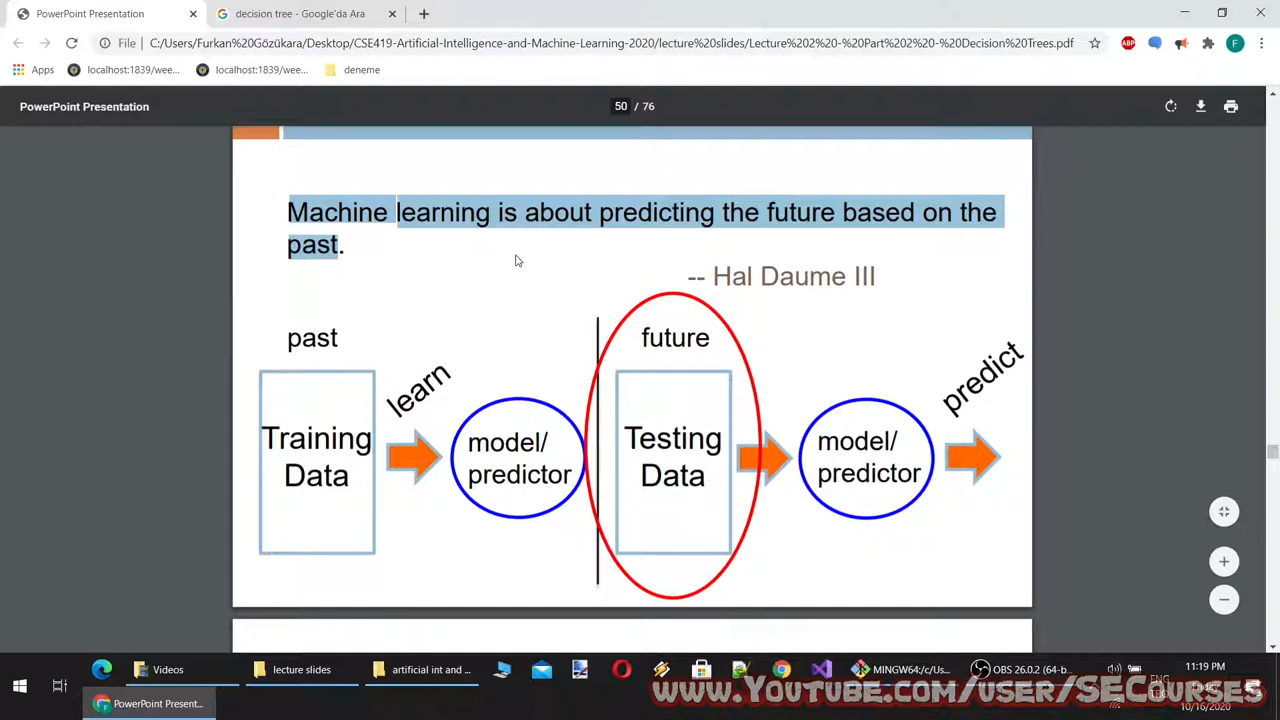 PowerPoint Presentation
decision tree - Google'da Ara
File
C:/Users/Furkan%20Gözükara/Desktop/CSE419-Artificial-Intelligence-and-Machine-Learning-2020/lecture%20slides/Lecture%202%20-%20Part%202%20-%20Decision%20Trees.pdf
ABP
F
Apps
localhost:1839/wee...
localhost:1839/wee...
deneme
PowerPoint Presentation
50 / 76
Machine learning is about predicting the future based on the
past.
-- Hal Daume III
past
future
learn
predict
Training
Data
model/
predictor
Testing
Data
model/
predictor
Videos
lecture slides
artificial int and ...
MINGW64:/c/Us...
OBS 26.0.2 (64-b...
11:19 PM
ENG
10/16/2020
PowerPoint Present...
www.Youtube.com/user/SECourses